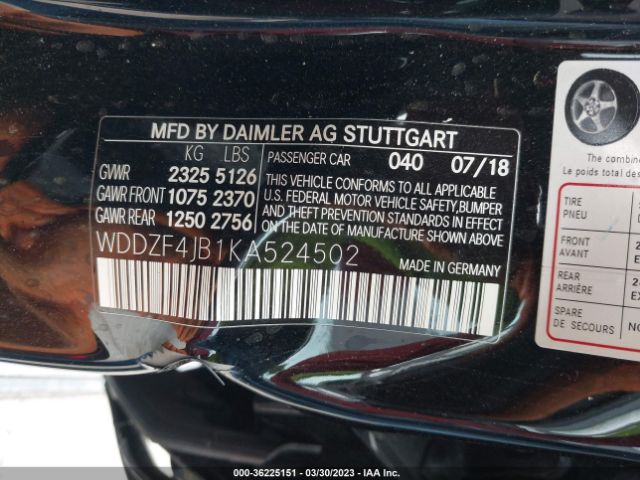 MFD BY DAIMLER AG STUTTGART
KG LBS
GVWR 2325 5126
GAWR FRONT 1075 2370
GAWR REAR 1250 2756
PASSENGER CAR 040 07/18
THIS VEHICLE CONFORMS TO ALL APPLICABLE
U.S. FEDERAL MOTOR VEHICLE SAFETY, BUMPER
AND THEFT PREVENTION STANDARDS IN EFFECT
ON THE DATE OF MANUFACTURE SHOWN ABOVE.
WDDZF4JB1KA524502
MADE IN GERMANY
The combine
Le poids total des
TIRE
PNEU
FRONT
AVANT
REAR
ARRIÈRE
SPARE
DE SECOURS
000-36225151 — 03/30/2023 — IAA Inc.